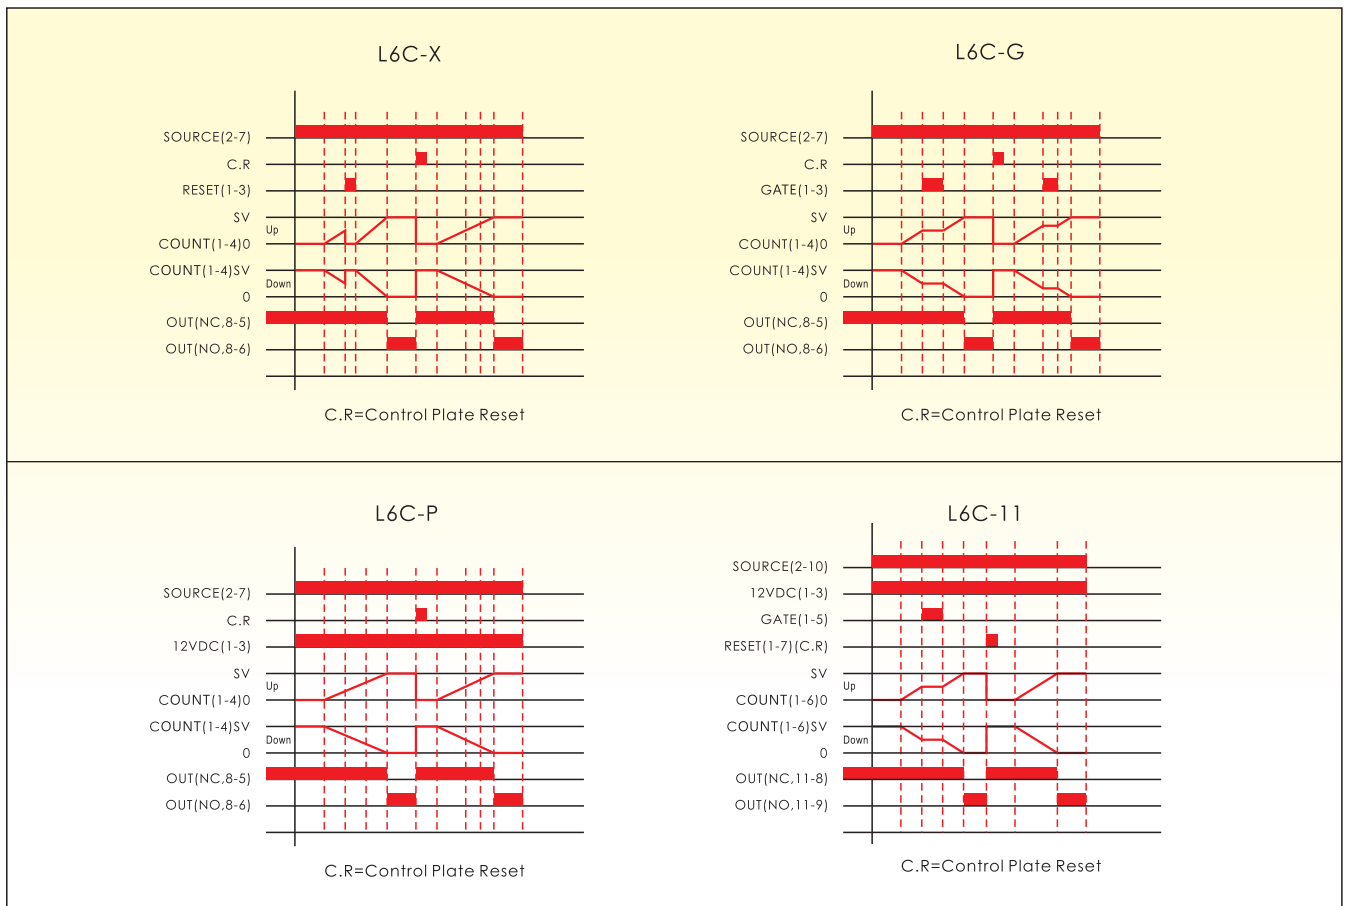 L6C-X
SOURCE(2-7)
C.R
RESET(1-3)
SV
Up
COUNT(1-4)0
COUNT(1-4)SV
Down
0
OUT(NC,8-5)
OUT(NO,8-6)
C.R=Control Plate Reset
L6C-G
SOURCE(2-7)
C.R
GATE(1-3)
SV
Up
COUNT(1-4)0
COUNT(1-4)SV
Down
0
OUT(NC,8-5)
OUT(NO,8-6)
C.R=Control Plate Reset
L6C-P
SOURCE(2-7)
C.R
12VDC(1-3)
SV
Up
COUNT(1-4)0
COUNT(1-4)SV
Down
0
OUT(NC,8-5)
OUT(NO,8-6)
C.R=Control Plate Reset
L6C-11
SOURCE(2-10)
12VDC(1-3)
GATE(1-5)
RESET(1-7)(C.R)
SV
Up
COUNT(1-6)0
COUNT(1-6)SV
Down
0
OUT(NC,11-8)
OUT(NO,11-9)
C.R=Control Plate Reset